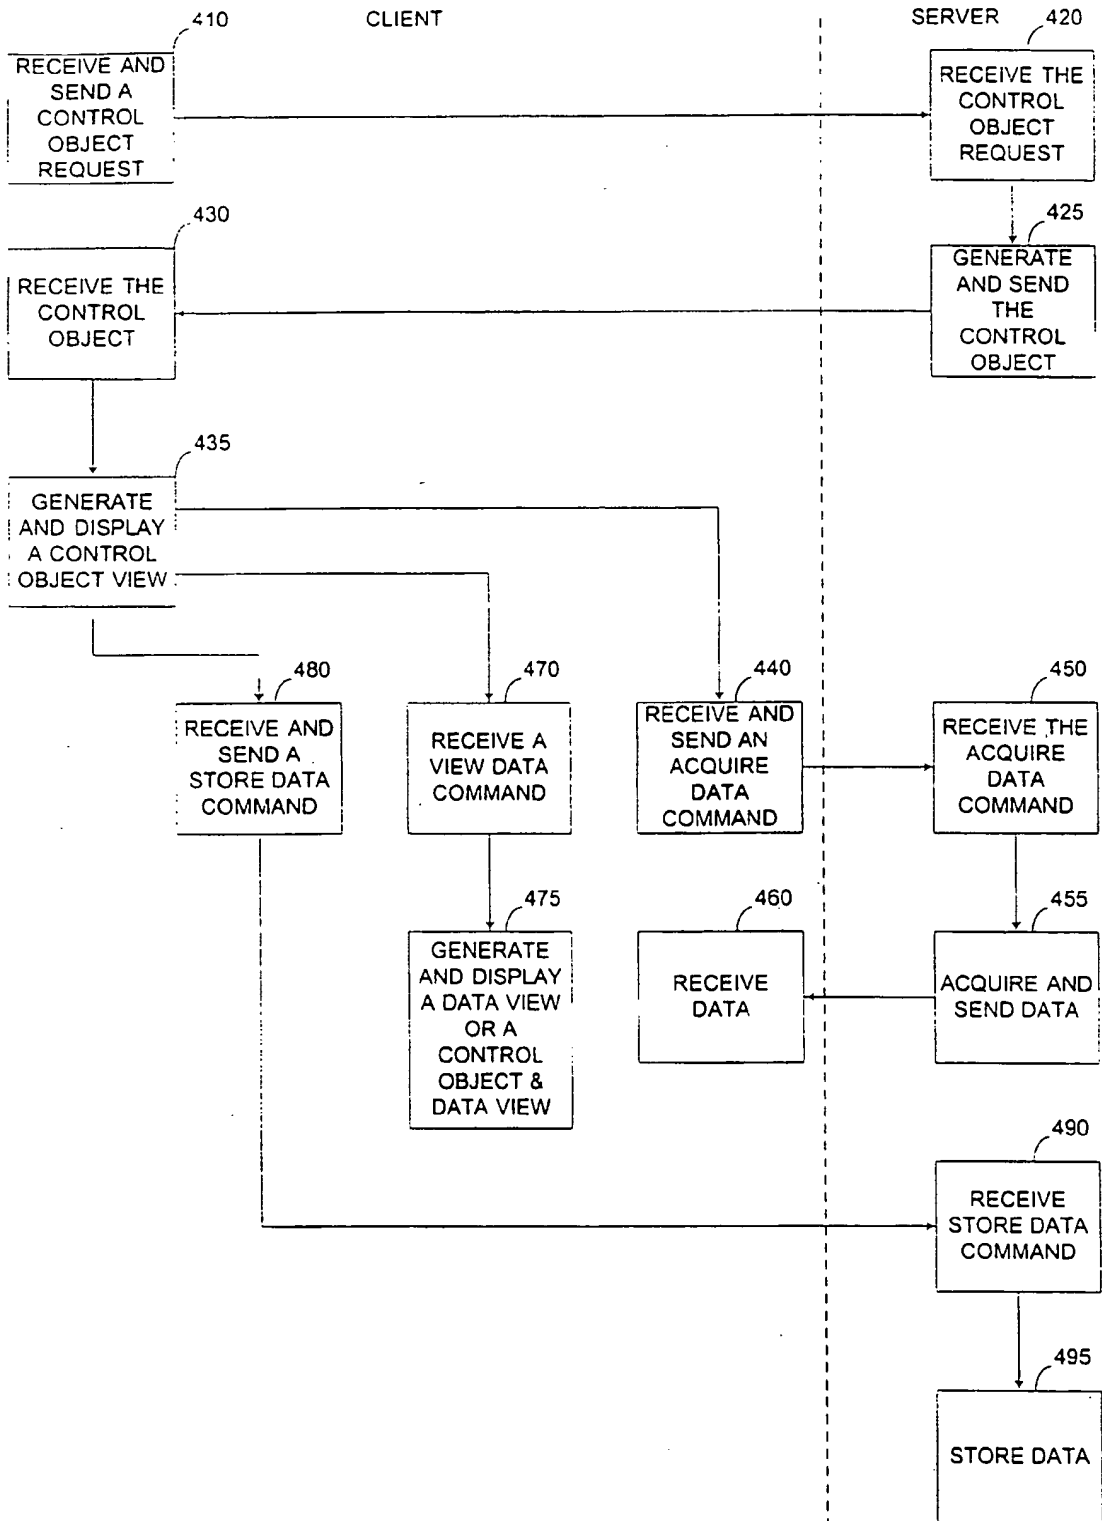 CLIENT
SERVER
410
RECEIVE AND
SEND A
CONTROL
OBJECT
REQUEST
420
RECEIVE THE
CONTROL
OBJECT
REQUEST
430
RECEIVE THE
CONTROL
OBJECT
425
GENERATE
AND SEND
THE
CONTROL
OBJECT
435
GENERATE
AND DISPLAY
A CONTROL
OBJECT VIEW
480
RECEIVE AND
SEND A
STORE DATA
COMMAND
470
RECEIVE A
VIEW DATA
COMMAND
440
RECEIVE AND
SEND AN
ACQUIRE
DATA
COMMAND
450
RECEIVE THE
ACQUIRE
DATA
COMMAND
475
GENERATE
AND DISPLAY
A DATA VIEW
OR A
CONTROL
OBJECT &
DATA VIEW
460
RECEIVE
DATA
455
ACQUIRE AND
SEND DATA
490
RECEIVE
STORE DATA
COMMAND
495
STORE DATA